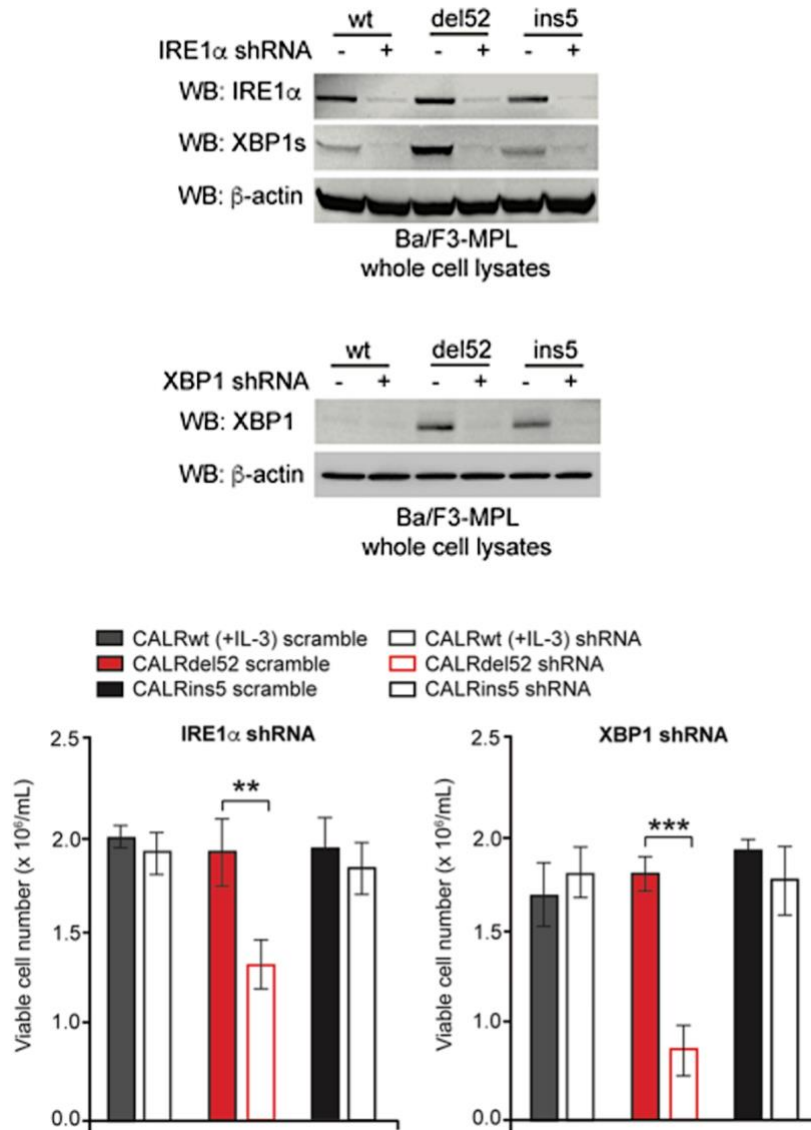 wt del52 ins5
IRE1α shRNA - + - + - +
WB: IRE1α
WB: XBP1s
WB: β-actin
Ba/F3-MPL
whole cell lysates
wt del52 ins5
XBP1 shRNA - + - + - +
WB: XBP1
WB: β-actin
Ba/F3-MPL
whole cell lysates
CALRwt (+IL-3) scramble CALRwt (+IL-3) shRNA
CALRdel52 scramble CALRdel52 shRNA
CALRins5 scramble CALRins5 shRNA
IRE1α shRNA
Viable cell number (x 10⁶/mL)
2.5
2.0
1.5
1.0
0.0
**
XBP1 shRNA
Viable cell number (x 10⁶/mL)
2.5
2.0
1.5
1.0
0.0
***